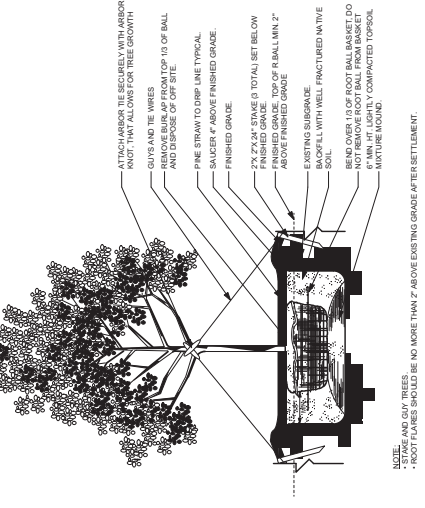 ATTACH ARBOR TIE SECURELY WITH ARBOR
KNOT, THAT ALLOWS FOR TREE GROWTH
GUYS AND TIE WIRES
REMOVE BURLAP FROM TOP 1/3 OF BALL
AND DISPOSE OF OFF SITE.
PINE STRAW TO DRIP LINE TYPICAL
SAUCER 4" ABOVE FINISHED GRADE.
FINISHED GRADE.
2"X 2"X 24" STAKE (3 TOTAL) SET BELOW
FINISHED GRADE.
FINISHED GRADE, TOP OF R.BALL MIN. 2"
ABOVE FINISHED GRADE
EXISTING SUBGRADE.
BACKFILL WITH WELL FRACTURED NATIVE
SOIL.
BEND OVER 1/3 OF ROOT BALL BASKET, DO
NOT REMOVE ROOT BALL FROM BASKET
6" MIN. HT. LIGHTLY COMPACTED TOPSOIL
MIXTURE MOUND.
NOTE:
• STAKE AND GUY TREES.
• ROOT FLARES SHOULD BE NO MORE THAN 2" ABOVE EXISTING GRADE AFTER SETTLEMENT.